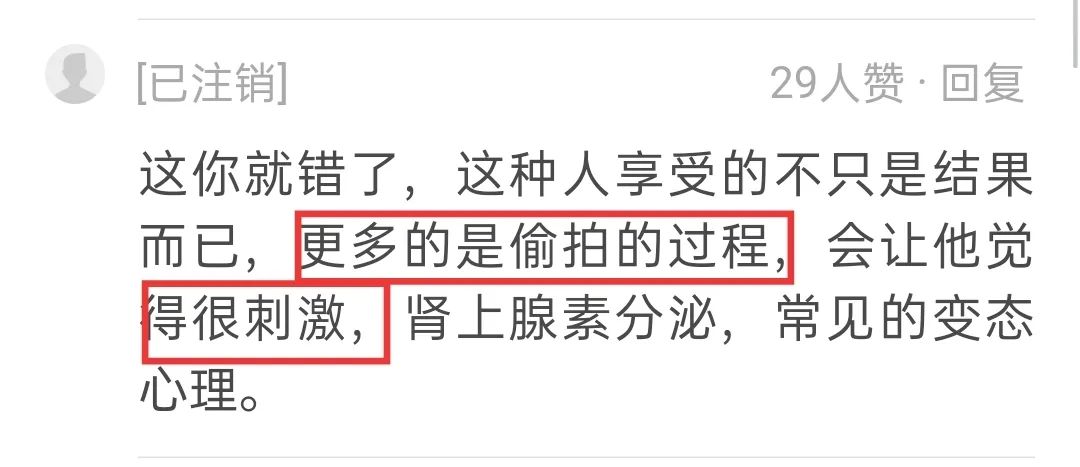 [已注销]
29人赞 · 回复
这你就错了，这种人享受的不只是结果
而已，更多的是偷拍的过程，会让他觉
得很刺激，肾上腺素分泌，常见的变态
心理。